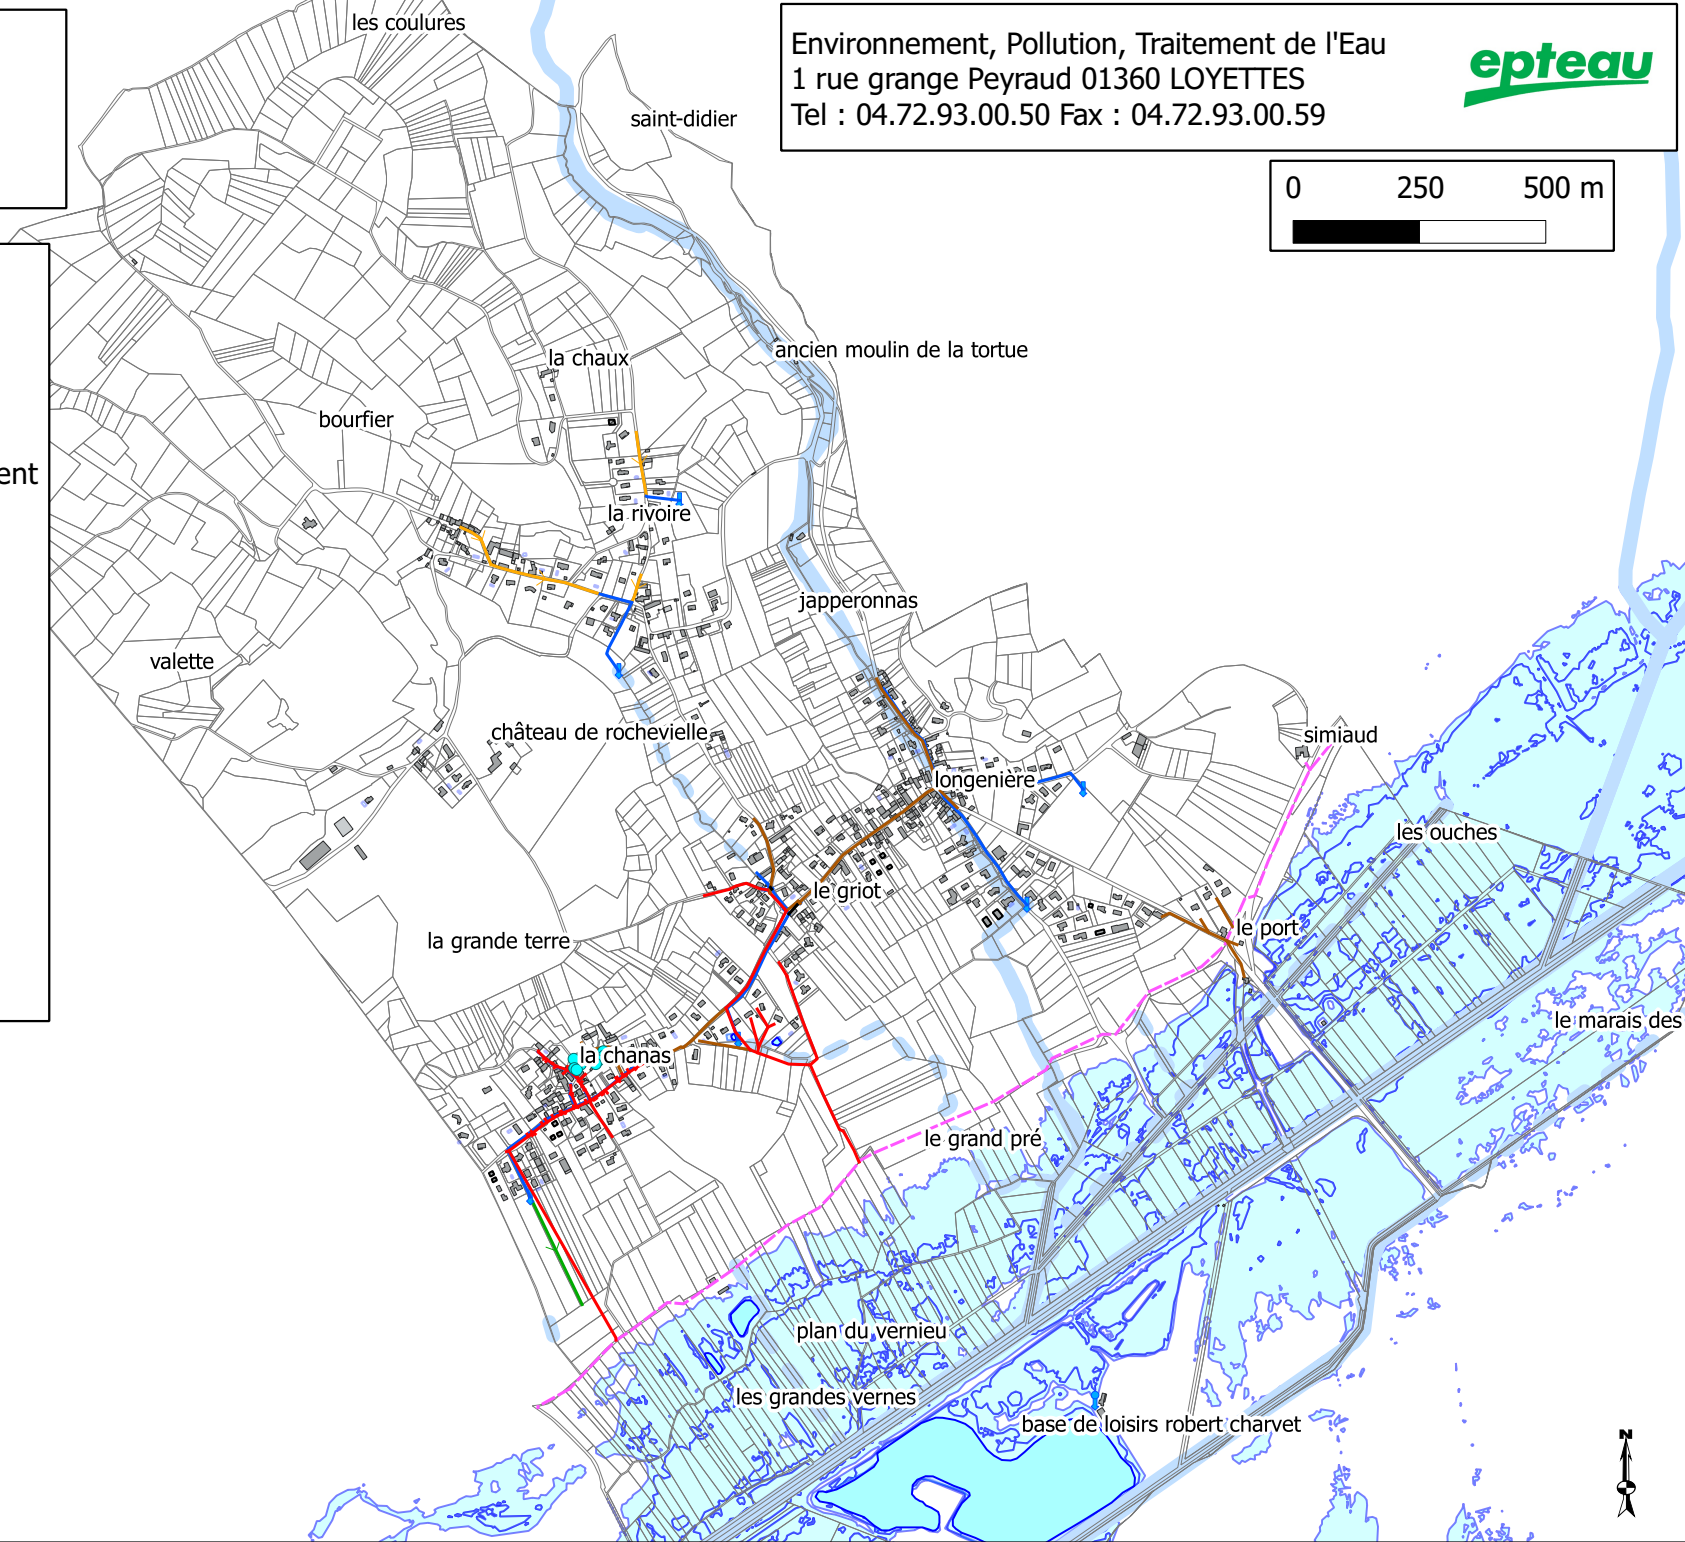 les coulures
Environnement, Pollution, Traitement de l'Eau
1 rue grange Peyraud 01360 LOYETTES
Tel : 04.72.93.00.50 Fax : 04.72.93.00.59
epteau
saint-didier
0 250 500 m
ancien moulin de la tortue
la chaux
bourfier
ent
la rivoire
japperonnas
valette
château de rochevielle
simiaud
longenière
les ouches
le griot
le port
la grande terre
le marais des
la chanas
le grand pré
plan du vernieu
les grandes vernes
base de loisirs robert charvet
N